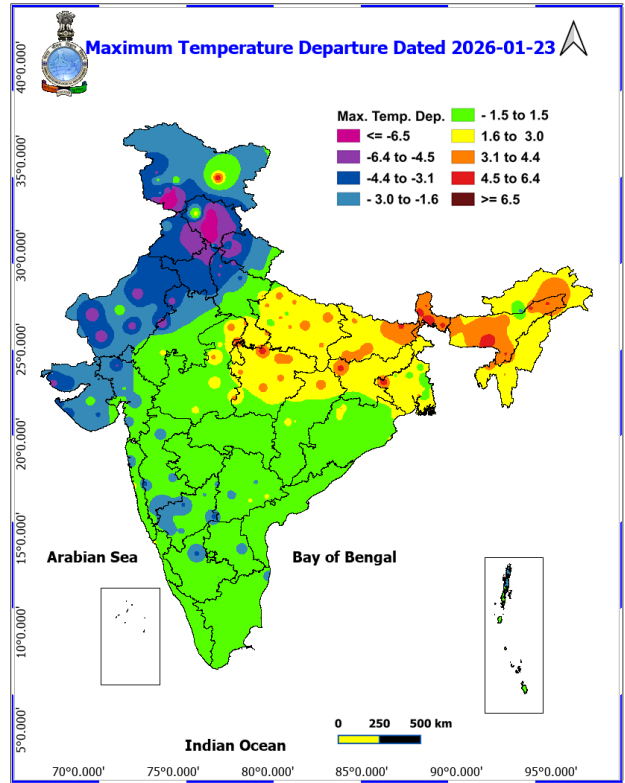 Maximum Temperature Departure Dated 2026-01-23
Max. Temp. Dep.
<= -6.5
-6.4 to -4.5
-4.4 to -3.1
- 3.0 to -1.6
- 1.5 to 1.5
1.6 to 3.0
3.1 to 4.4
4.5 to 6.4
>= 6.5
40°0.000'
35°0.000'
30°0.000'
25°0.000'
20°0.000'
15°0.000'
10°0.000'
5°0.000'
Arabian Sea
Bay of Bengal
Indian Ocean
0 250 500 km
70°0.000' 75°0.000' 80°0.000' 85°0.000' 90°0.000' 95°0.000'